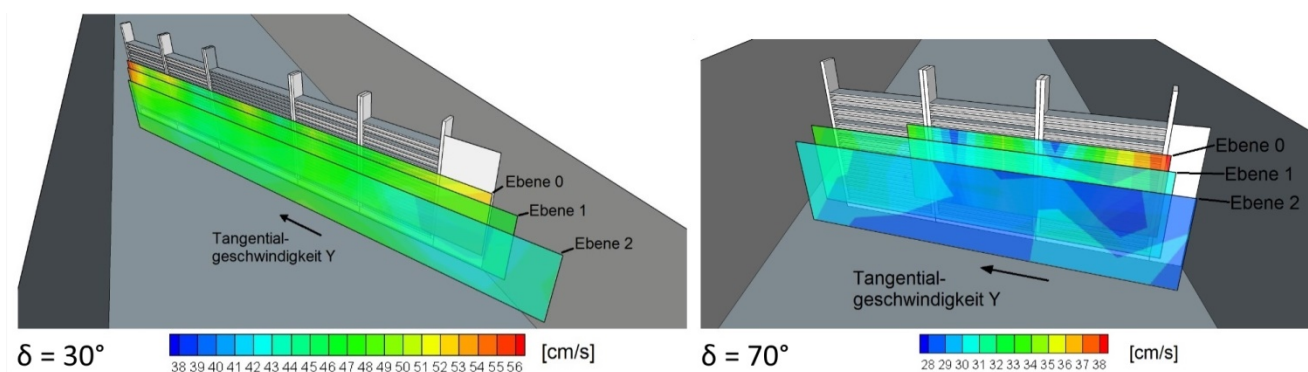 Ebene 0
Ebene 1
Ebene 2
Tangential-
geschwindigkeit Y
δ = 30°
38 39 40 41 42 43 44 45 46 47 48 49 50 51 52 53 54 55 56
[cm/s]
Ebene 0
Ebene 1
Ebene 2
Tangential-
geschwindigkeit Y
δ = 70°
28 29 30 31 32 33 34 35 36 37 38
[cm/s]